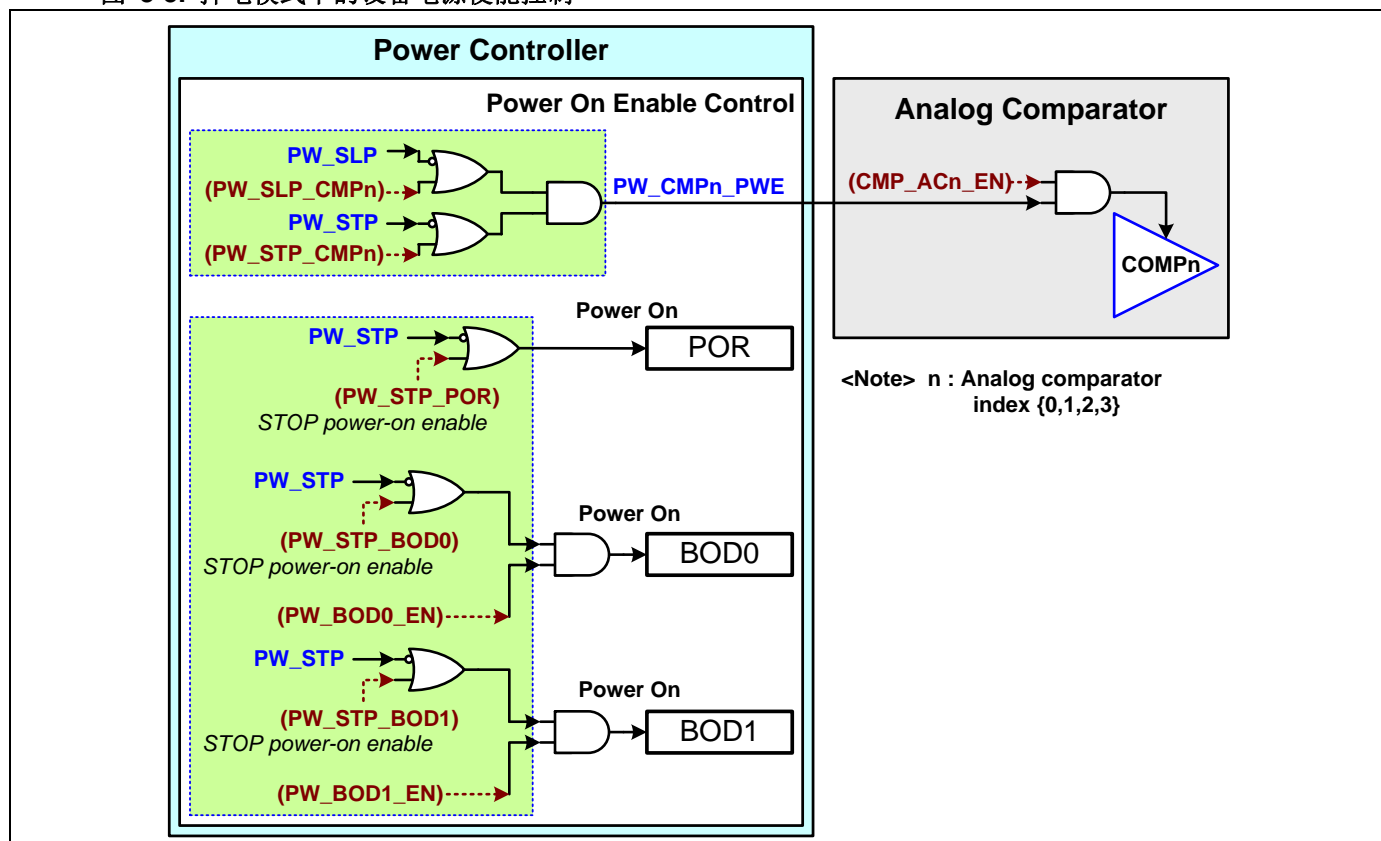 Power Controller
Power On Enable Control
PW_SLP
(PW_SLP_CMPn)
PW_STP
(PW_STP_CMPn)
PW_CMPn_PWE
Analog Comparator
(CMP_ACn_EN)
COMPn
<Note> n : Analog comparator
index {0,1,2,3}
Power On
PW_STP
POR
(PW_STP_POR)
STOP power-on enable
PW_STP
Power On
(PW_STP_BOD0)
BOD0
STOP power-on enable
(PW_BOD0_EN)
PW_STP
Power On
(PW_STP_BOD1)
BOD1
STOP power-on enable
(PW_BOD1_EN)